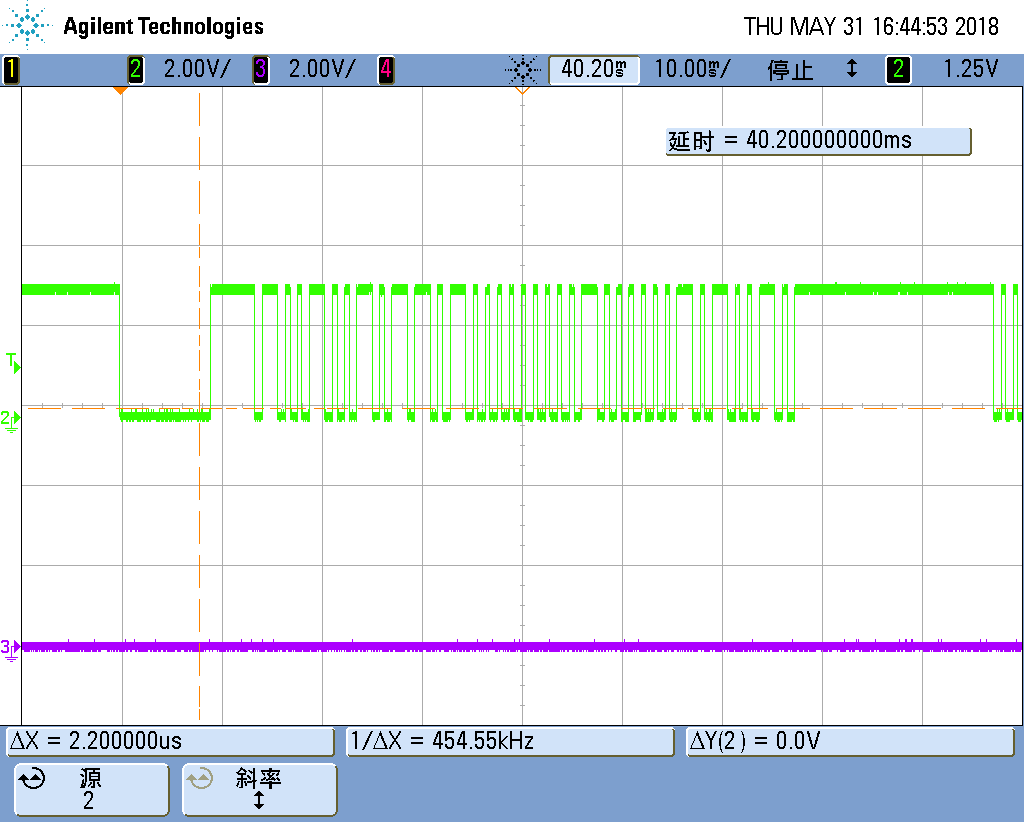 Agilent Technologies THU MAY 31 16:44:53 2018
1 2 2.00V/ 3 2.00V/ 4 40.20ms 10.00ms/ 停止 ↕ 2 1.25V
延时 = 40.200000000ms
T
2
3
ΔX = 2.200000us 1/ΔX = 454.55kHz ΔY(2) = 0.0V
源 斜率
2 ↕